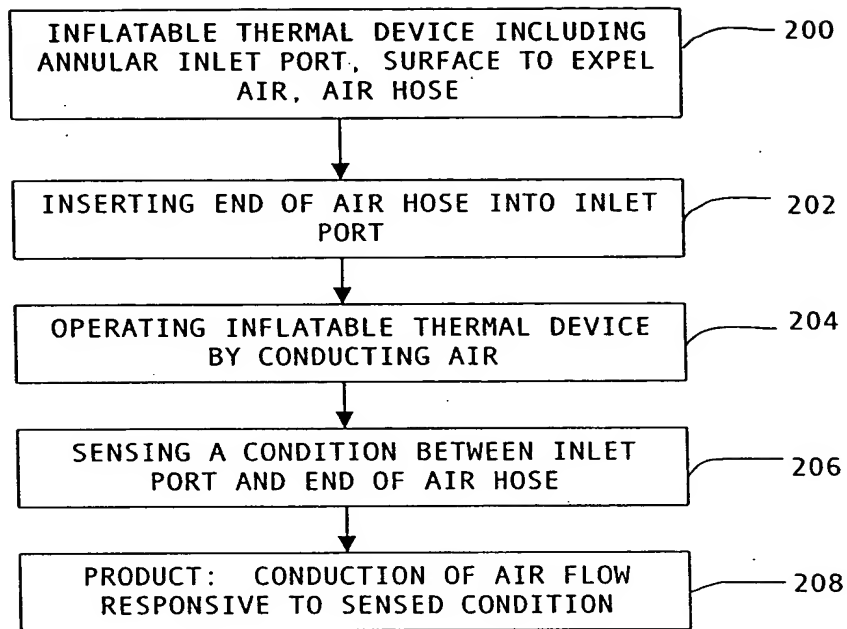 INFLATABLE THERMAL DEVICE INCLUDING
ANNULAR INLET PORT, SURFACE TO EXPEL
AIR, AIR HOSE
200
INSERTING END OF AIR HOSE INTO INLET
PORT
202
OPERATING INFLATABLE THERMAL DEVICE
BY CONDUCTING AIR
204
SENSING A CONDITION BETWEEN INLET
PORT AND END OF AIR HOSE
206
PRODUCT: CONDUCTION OF AIR FLOW
RESPONSIVE TO SENSED CONDITION
208